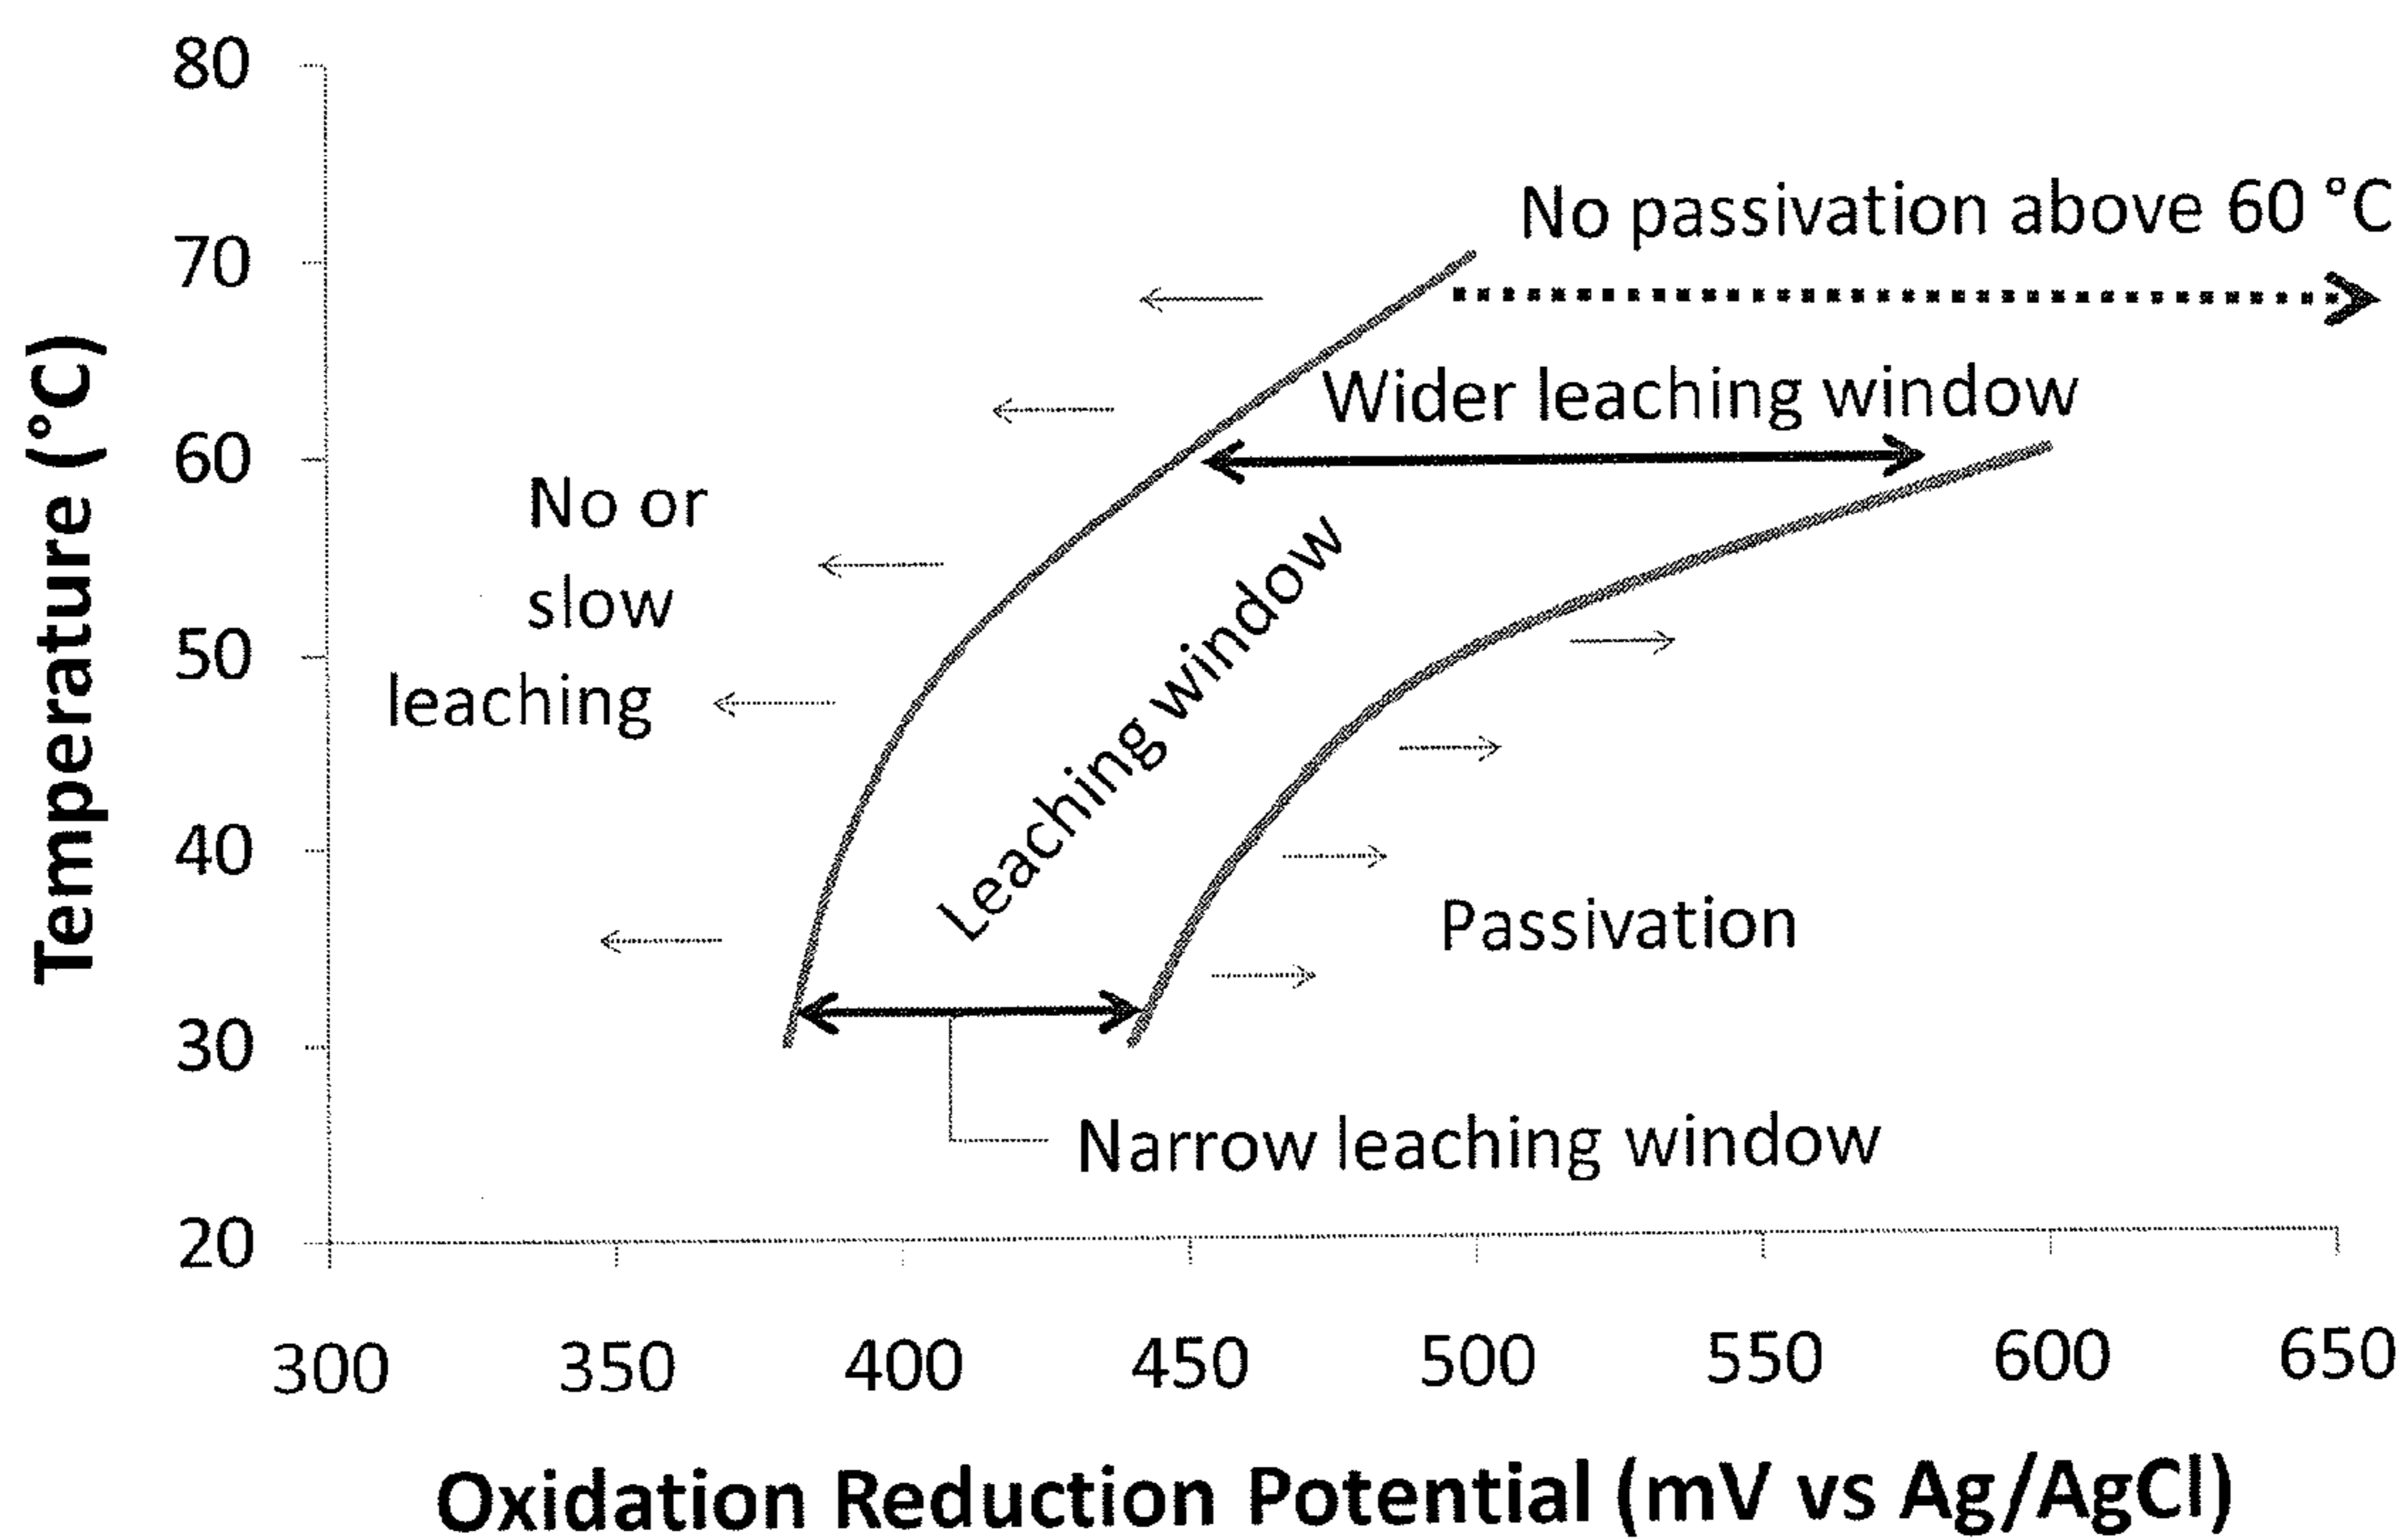 80
70
60
50
40
30
20
Temperature (°C)
No passivation above 60 °C
Wider leaching window
No or
slow
leaching
Leaching window
Passivation
Narrow leaching window
300 350 400 450 500 550 600 650
Oxidation Reduction Potential (mV vs Ag/AgCl)